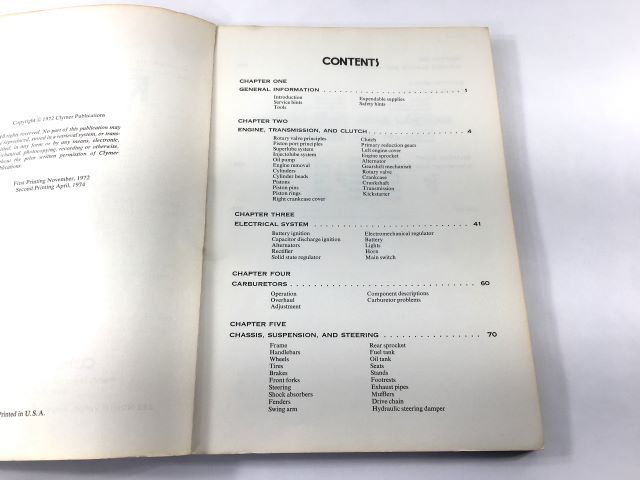 Copyright © 1972 Clymer Publications
All rights reserved. No part of this publication may
reproduced, stored in a retrieval system, or trans-
in any form or by any means, electronic,
photocopying, recording or otherwise,
the prior written permission of Clymer
First Printing November, 1972
Second Printing April, 1974
Printed in U.S.A.
CONTENTS
CHAPTER ONE
GENERAL INFORMATION . . . . . . . . . . . . . . . . . . . . 1
Introduction Expendable supplies
Service hints Safety hints
Tools
CHAPTER TWO
ENGINE, TRANSMISSION, AND CLUTCH . . . . . . . . . . . . . . 4
Rotary valve principles Clutch
Piston port principles Primary reduction gears
Superlube system Left engine cover
Injectolube system Engine sprocket
Oil pump Alternator
Engine removal Gearshift mechanism
Cylinders Rotary valve
Cylinder heads Crankcase
Pistons Crankshaft
Piston pins Transmission
Piston rings Kickstarter
Right crankcase cover
CHAPTER THREE
ELECTRICAL SYSTEM . . . . . . . . . . . . . . . . . . . . 41
Battery ignition Electromechanical regulator
Capacitor discharge ignition Battery
Alternators Lights
Rectifier Horn
Solid state regulator Main switch
CHAPTER FOUR
CARBURETORS . . . . . . . . . . . . . . . . . . . . 60
Operation Component descriptions
Overhaul Carburetor problems
Adjustment
CHAPTER FIVE
CHASSIS, SUSPENSION, AND STEERING . . . . . . . . . . . . . 70
Frame Rear sprocket
Handlebars Fuel tank
Wheels Oil tank
Tires Seats
Brakes Stands
Front forks Footrests
Steering Exhaust pipes
Shock absorbers Mufflers
Fenders Drive chain
Swing arm Hydraulic steering damper